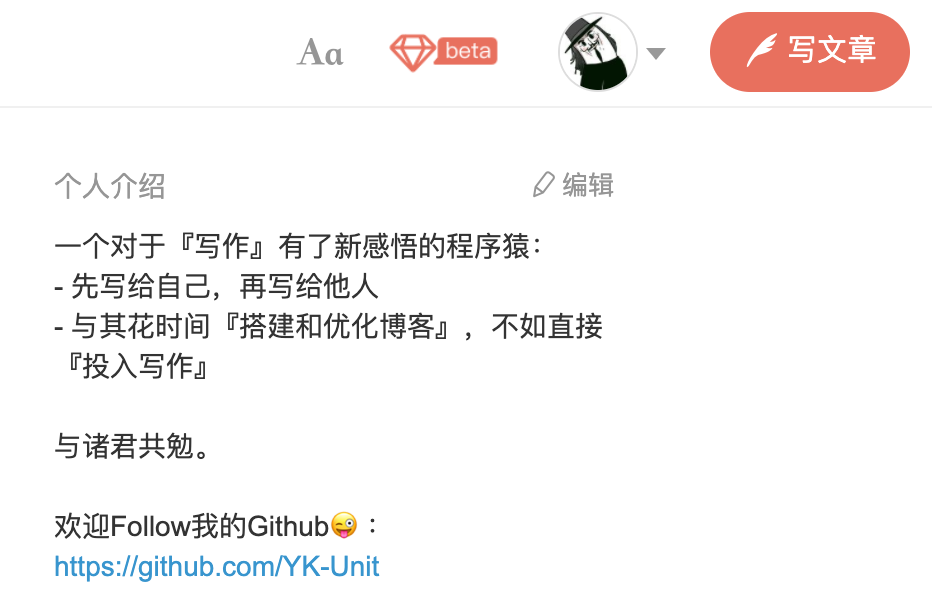 Aa
beta
写文章
个人介绍
编辑
一个对于『写作』有了新感悟的程序猿：
- 先写给自己，再写给他人
- 与其花时间『搭建和优化博客』，不如直接
『投入写作』
与诸君共勉。
欢迎Follow我的Github😜：
https://github.com/YK-Unit